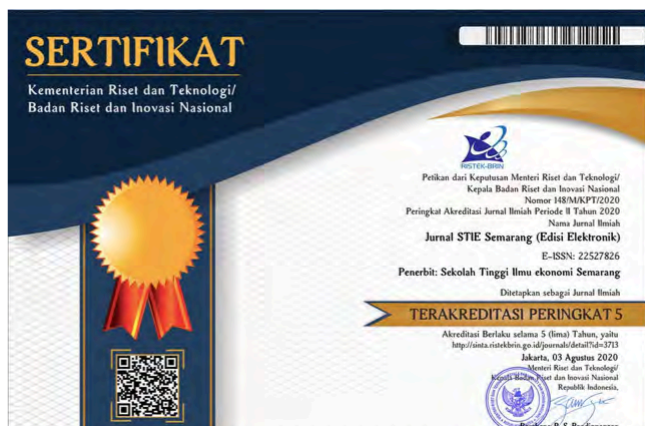 SERTIFIKAT
Kementerian Riset dan Teknologi/
Badan Riset dan Inovasi Nasional
RISTEK-BRIN
Petikan dari Keputusan Menteri Riset dan Teknologi/
Kepala Badan Riset dan Inovasi Nasional
Nomor 148/M/KPT/2020
Peringkat Akreditasi Jurnal Ilmiah Periode II Tahun 2020
Nama Jurnal Ilmiah
Jurnal STIE Semarang (Edisi Elektronik)
E-ISSN: 22527826
Penerbit: Sekolah Tinggi Ilmu ekonomi Semarang
Ditetapkan sebagai Jurnal Ilmiah
TERAKREDITASI PERINGKAT 5
Akreditasi Berlaku selama 5 (lima) Tahun, yaitu
http://sinta.ristekbrin.go.id/journals/detail?id=3713
Jakarta, 03 Agustus 2020
Menteri Riset dan Teknologi/
Kepala Badan Riset dan Inovasi Nasional
Republik Indonesia,